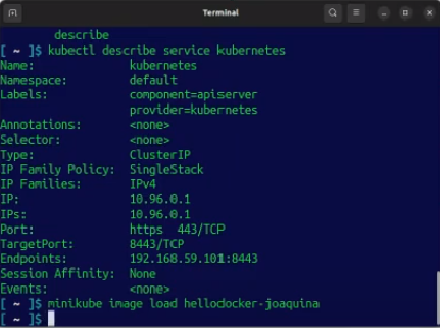 Terminal
describe
[ ~ ]$ kubectl describe service kubernetes
Name: kubernetes
Namespace: default
Labels: component=apiserver
provider=kubernetes
Annotations: <none>
Selector: <none>
Type: ClusterIP
IP Family Policy: SingleStack
IP Families: IPv4
IP: 10.96.0.1
IPs: 10.96.0.1
Port: https 443/TCP
TargetPort: 8443/TCP
Endpoints: 192.168.59.101:8443
Session Affinity: None
Events: <none>
[ ~ ]$ minikube image load hellodocker-joaquina
[ ~ ]$